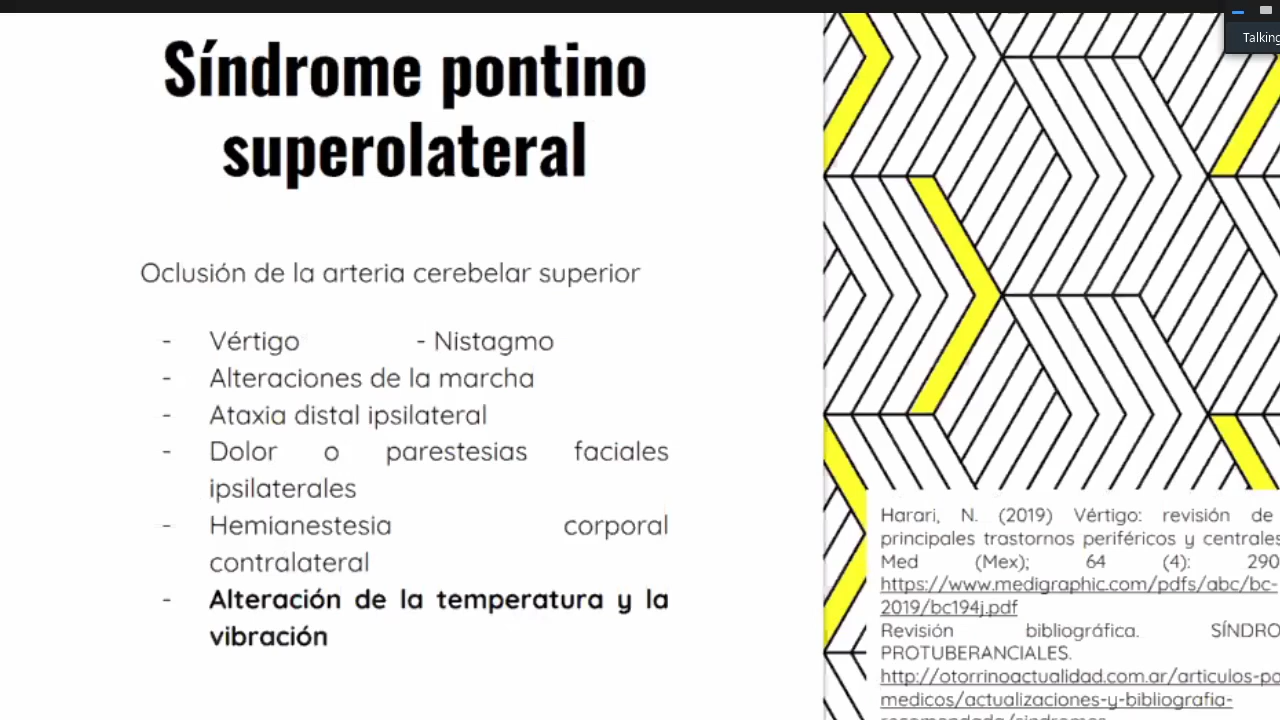 Talking
Síndrome pontino
superolateral
Oclusión de la arteria cerebelar superior
- Vértigo - Nistagmo
- Alteraciones de la marcha
- Ataxia distal ipsilateral
- Dolor o parestesias faciales
ipsilaterales
- Hemianestesia corporal
contralateral
- Alteración de la temperatura y la
vibración
Harari, N. (2019) Vértigo: revisión de
principales trastornos periféricos y centrales
Med (Mex); 64 (4): 290
https://www.medigraphic.com/pdfs/abc/bc-
2019/bc194j.pdf
Revisión bibliográfica. SÍNDRO
PROTUBERANCIALES.
http://otorrinoactualidad.com.ar/articulos-pa
medicos/actualizaciones-y-bibliografia-
recomendada/sindromes